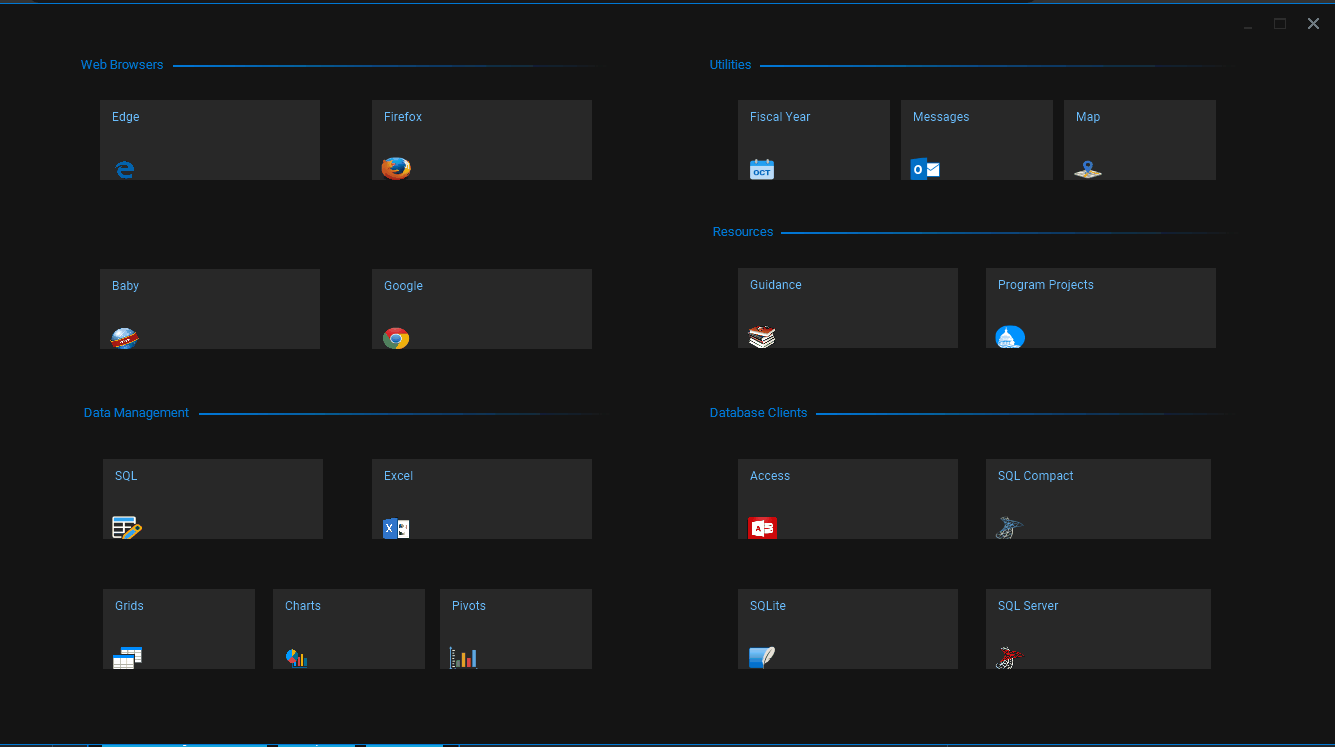 Web Browsers
Edge
Firefox
Baby
Google
Utilities
Fiscal Year
OCT
Messages
O
Map
Resources
Guidance
Program Projects
Data Management
SQL
Excel
X
Grids
Charts
Pivots
Database Clients
Access
A
SQL Compact
SQLite
SQL Server